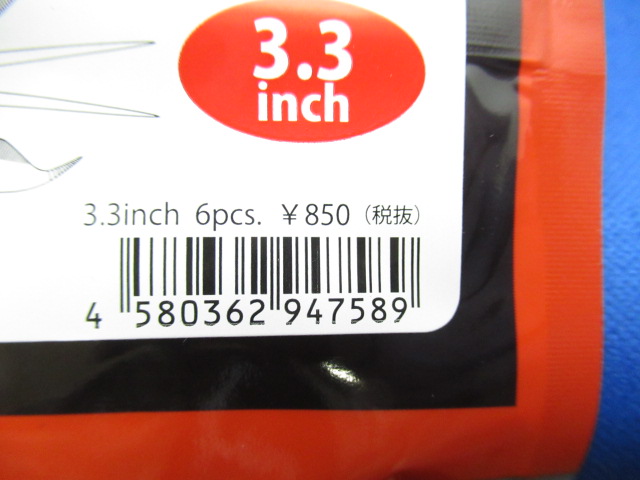 3.3
inch
3.3inch 6pcs. ¥850（税抜）
4 580362 947589